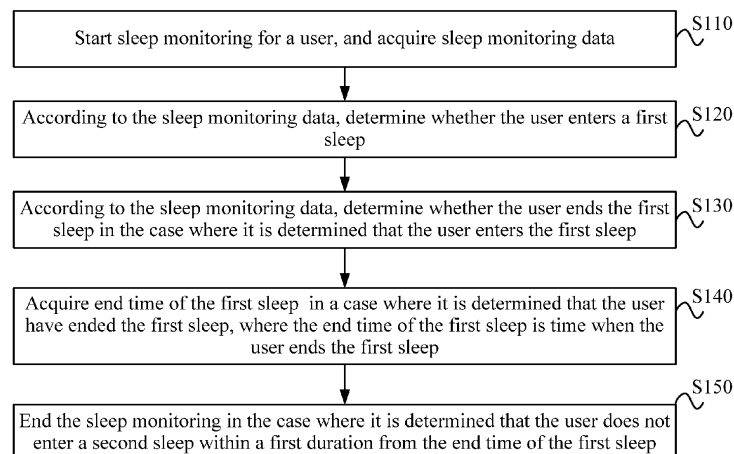 S110
Start sleep monitoring for a user, and acquire sleep monitoring data
S120
According to the sleep monitoring data, determine whether the user enters a first
sleep
S130
According to the sleep monitoring data, determine whether the user ends the first
sleep in the case where it is determined that the user enters the first sleep
S140
Acquire end time of the first sleep in a case where it is determined that the user
have ended the first sleep, where the end time of the first sleep is time when the
user ends the first sleep
S150
End the sleep monitoring in the case where it is determined that the user does not
enter a second sleep within a first duration from the end time of the first sleep